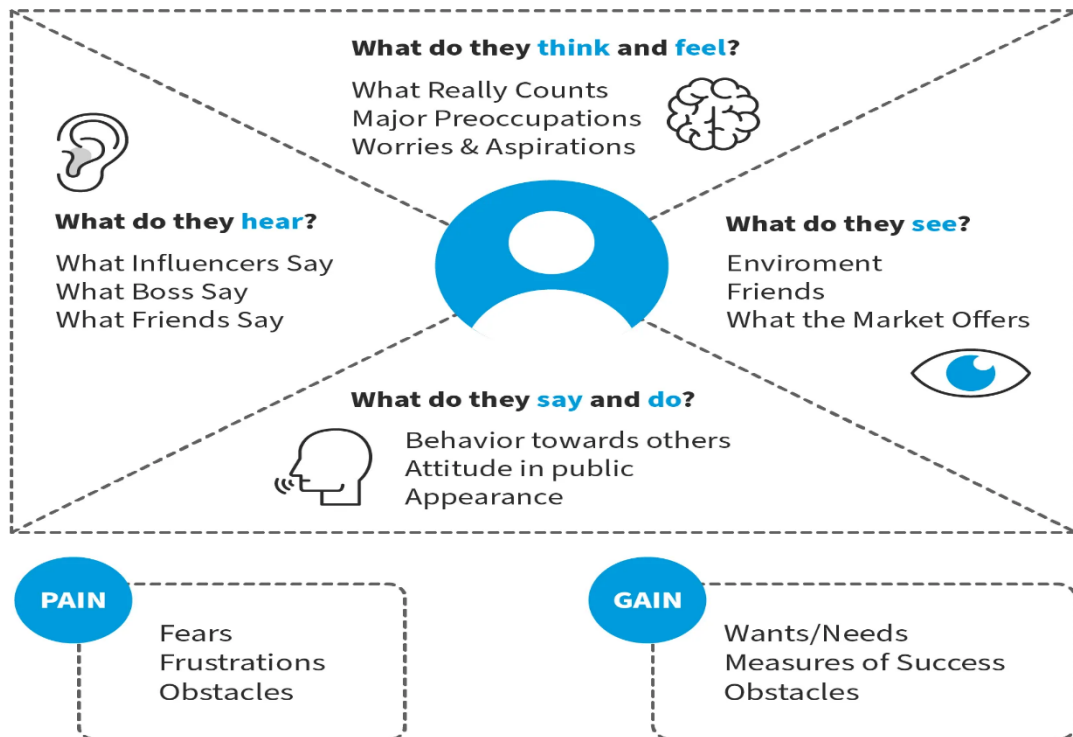 What do they think and feel?
What Really Counts
Major Preoccupations
Worries & Aspirations
What do they hear?
What Influencers Say
What Boss Say
What Friends Say
What do they see?
Enviroment
Friends
What the Market Offers
What do they say and do?
Behavior towards others
Attitude in public
Appearance
PAIN
Fears
Frustrations
Obstacles
GAIN
Wants/Needs
Measures of Success
Obstacles